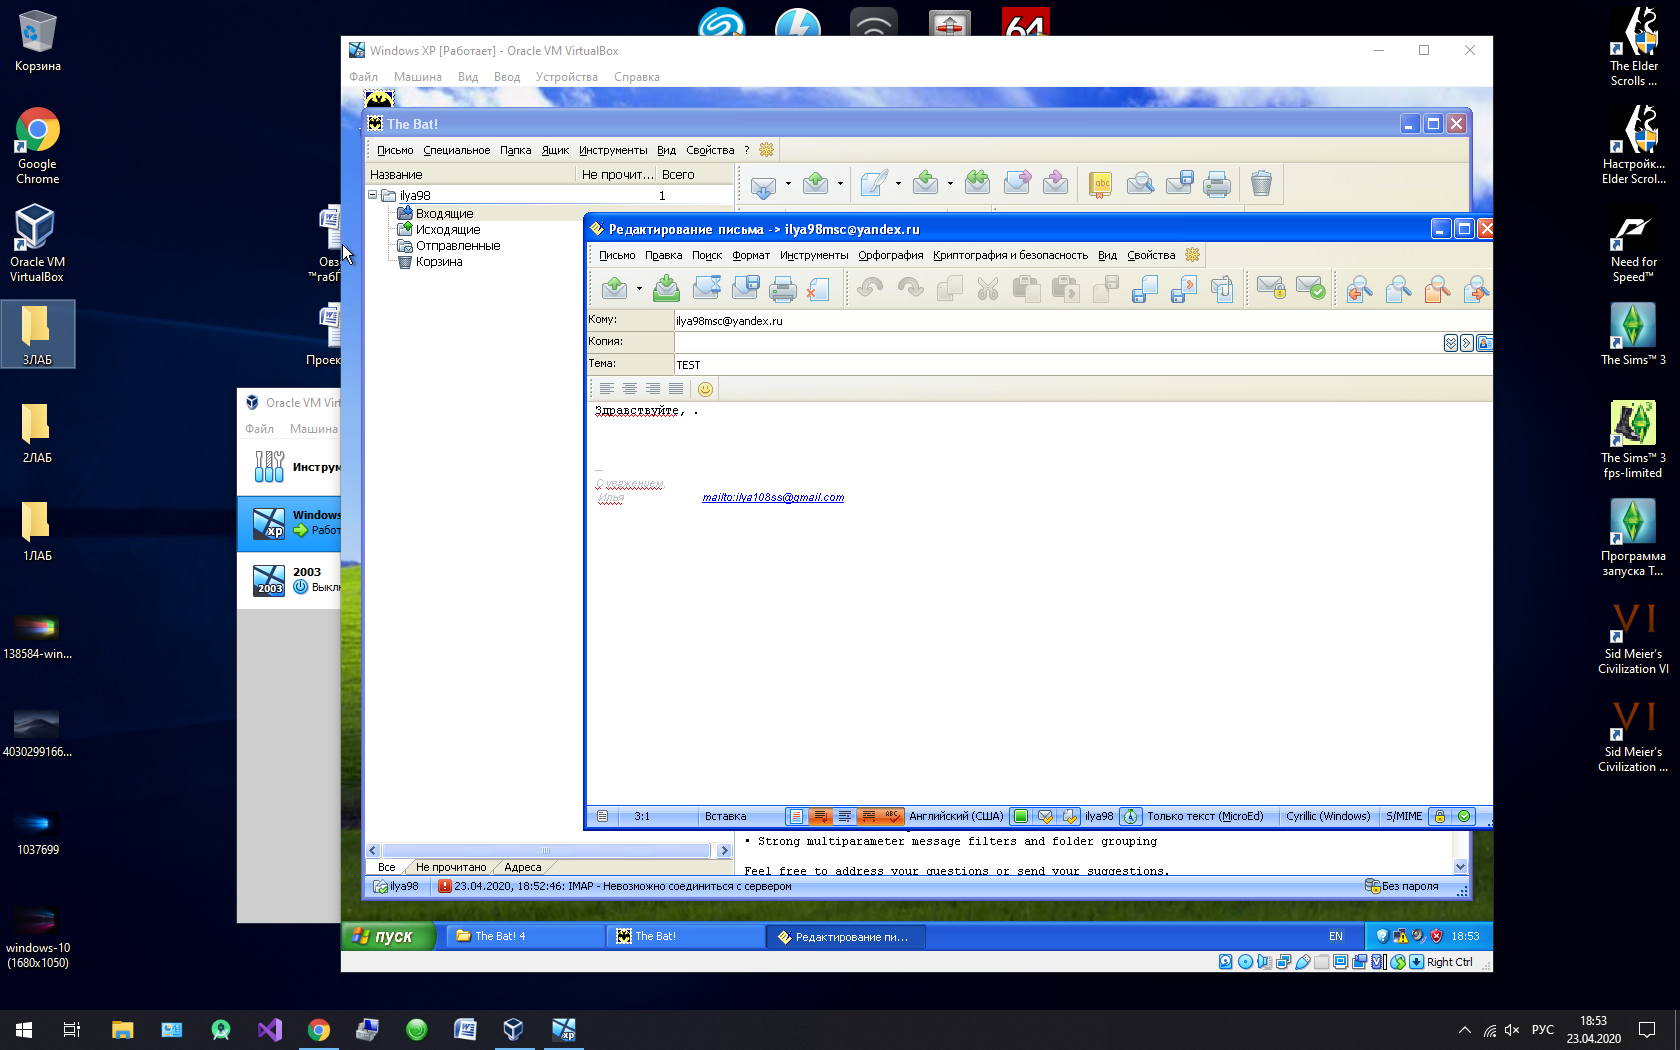 Корзина
Google
Chrome
Oracle VM
VirtualBox
3ЛАБ
2ЛАБ
1ЛАБ
138584-win...
4030299166...
1037699
windows-10
(1680x1050)
64
Windows XP [Работает] - Oracle VM VirtualBox
Файл Машина Вид Ввод Устройства Справка
The Bat!
Письмо Специальное Папка Ящик Инструменты Вид Свойства ?
Название Не прочит... Всего
ilya98 1
Входящие
Исходящие
Отправленные
Корзина
Редактирование письма -> ilya98msc@yandex.ru
Письмо Правка Поиск Формат Инструменты Орфография Криптография и безопасность Вид Свойства
Кому: ilya98msc@yandex.ru
Копия:
Тема: TEST
Здравствуйте, .
--
С уважением,
Илья mailto:ilya108ss@gmail.com
3:1 Вставка ABC Английский (США) ilya98 Только текст (MicroEd) Cyrillic (Windows) S/MIME
• Strong multiparameter message filters and folder grouping
Feel free to address your questions or send your suggestions.
Все Не прочитано Адреса
ilya98 23.04.2020, 18:52:46: IMAP - Невозможно соединиться с сервером Без пароля
пуск The Bat! 4 The Bat! Редактирование пи... EN 18:53
Right Ctrl
Проек
Oracle VM Virt
Файл Машина
Инструм
Windows
Работ
2003
Выкл
The Elder
Scrolls ...
Настройк...
Elder Scrol...
Need for
Speed™
The Sims™ 3
The Sims™ 3
fps-limited
Программа
запуска T...
Sid Meier's
Civilization VI
Sid Meier's
Civilization ...
РУС 18:53
23.04.2020